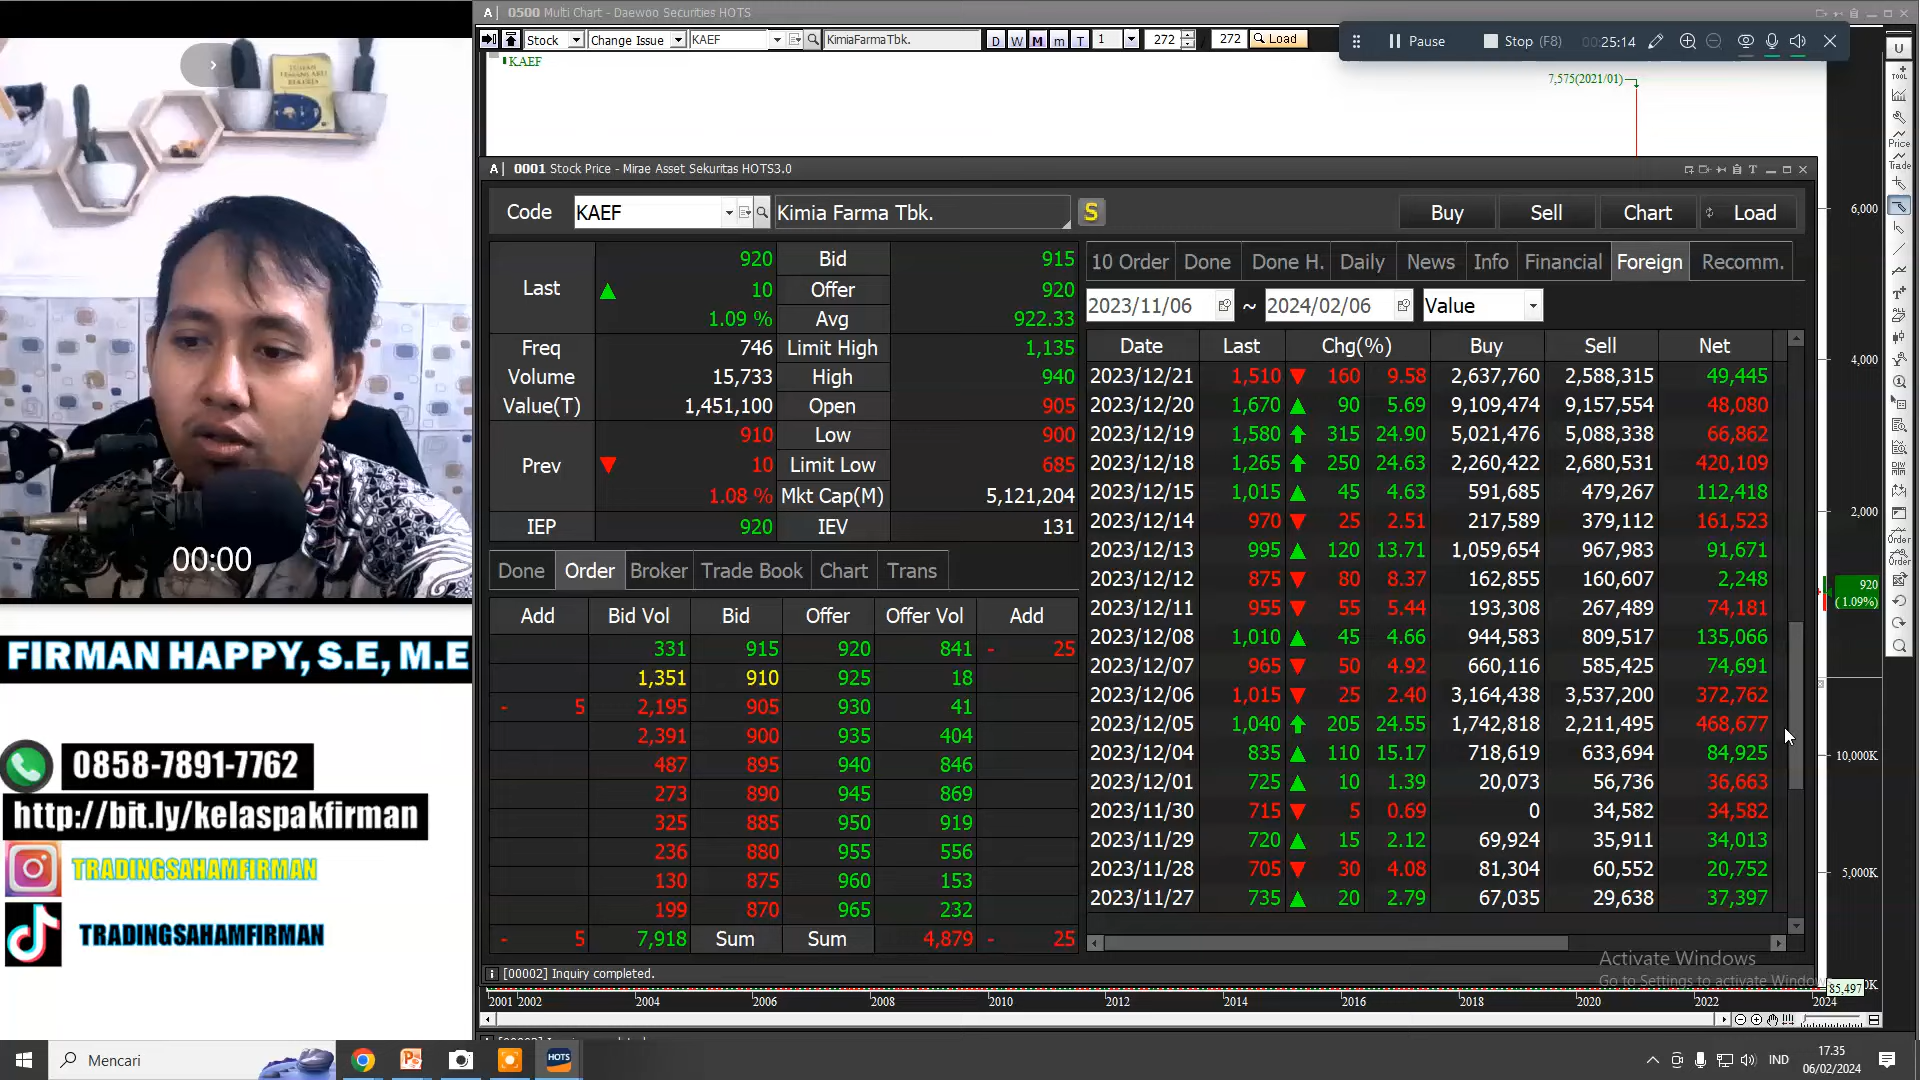 A 0500 Multi Chart - Daewoo Securities HOTS
Stock Change Issue KAEF KimiaFarmaTbk. D W M m T 1 272 272 Load
Pause Stop (F8) 00:25:14
KAEF
7,575(2021/01)
A 0001 Stock Price - Mirae Asset Sekuritas HOTS3.0
Code KAEF Kimia Farma Tbk. S Buy Sell Chart Load
Last 920 Bid 915
10 Offer 920
1.09 % Avg 922.33
Freq 746 Limit High 1,135
Volume 15,733 High 940
Value(T) 1,451,100 Open 905
Prev 910 Low 900
10 Limit Low 685
1.08 % Mkt Cap(M) 5,121,204
IEP 920 IEV 131
Done Order Broker Trade Book Chart Trans
Add Bid Vol Bid Offer Offer Vol Add
331 915 920 841 - 25
1,351 910 925 18
- 5 2,195 905 930 41
2,391 900 935 404
487 895 940 846
273 890 945 869
325 885 950 919
236 880 955 556
130 875 960 153
199 870 965 232
- 5 7,918 Sum Sum 4,879 - 25
10 Order Done Done H. Daily News Info Financial Foreign Recomm.
2023/11/06 ~ 2024/02/06 Value
Date Last Chg(%) Buy Sell Net
2023/12/21 1,510 160 9.58 2,637,760 2,588,315 49,445
2023/12/20 1,670 90 5.69 9,109,474 9,157,554 48,080
2023/12/19 1,580 315 24.90 5,021,476 5,088,338 66,862
2023/12/18 1,265 250 24.63 2,260,422 2,680,531 420,109
2023/12/15 1,015 45 4.63 591,685 479,267 112,418
2023/12/14 970 25 2.51 217,589 379,112 161,523
2023/12/13 995 120 13.71 1,059,654 967,983 91,671
2023/12/12 875 80 8.37 162,855 160,607 2,248
2023/12/11 955 55 5.44 193,308 267,489 74,181
2023/12/08 1,010 45 4.66 944,583 809,517 135,066
2023/12/07 965 50 4.92 660,116 585,425 74,691
2023/12/06 1,015 25 2.40 3,164,438 3,537,200 372,762
2023/12/05 1,040 205 24.55 1,742,818 2,211,495 468,677
2023/12/04 835 110 15.17 718,619 633,694 84,925
2023/12/01 725 10 1.39 20,073 56,736 36,663
2023/11/30 715 5 0.69 0 34,582 34,582
2023/11/29 720 15 2.12 69,924 35,911 34,013
2023/11/28 705 30 4.08 81,304 60,552 20,752
2023/11/27 735 20 2.79 67,035 29,638 37,397
[00002] Inquiry completed.
6,000
4,000
2,000
920
( 1.09%)
10,000K
5,000K
85,497
U
TOOL
Price
Trade
Order
Order
Activate Windows
Go to Settings to activate Windows
2001 2002 2004 2006 2008 2010 2012 2014 2016 2018 2020 2022 2024
00:00
FIRMAN HAPPY, S.E, M.E
0858-7891-7762
http://bit.ly/kelaspakfirman
TRADINGSAHAMFIRMAN
TRADINGSAHAMFIRMAN
Mencari
HOTS
IND
17.35
06/02/2024